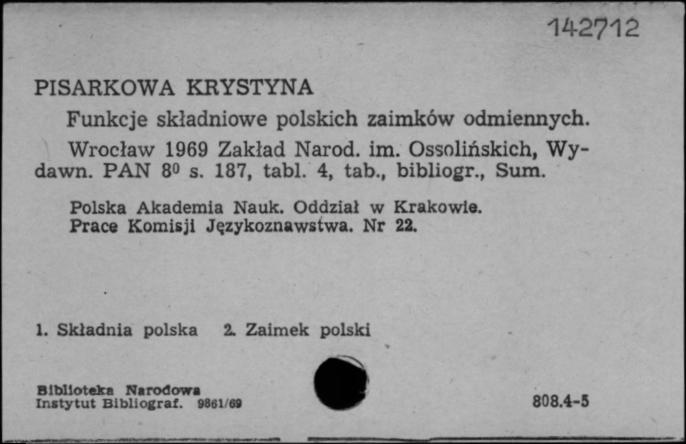 142712
PISARKOWA KRYSTYNA
Funkcje składniowe polskich zaimków odmiennych.
Wrocław 1969 Zakład Narod. im. Ossolińskich, Wy-
dawn. PAN 8⁰ s. 187, tabl. 4, tab., bibliogr., Sum.
Polska Akademia Nauk. Oddział w Krakowie.
Prace Komisji Językoznawstwa. Nr 22.
1. Składnia polska 2. Zaimek polski
Biblioteka Narodowa
Instytut Bibliograf. 9861/69
808.4-5